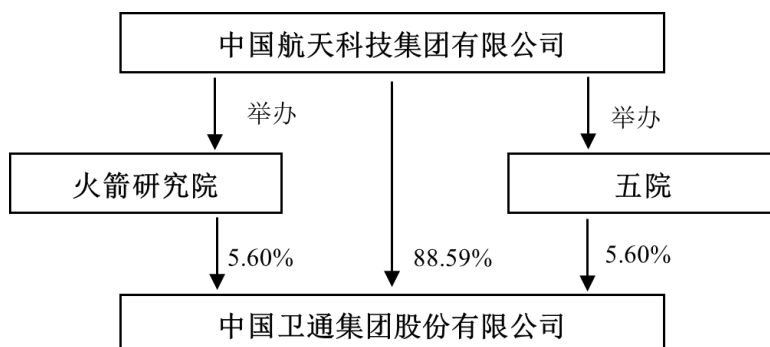 中国航天科技集团有限公司
举办
举办
火箭研究院
五院
5.60%
88.59%
5.60%
中国卫通集团股份有限公司